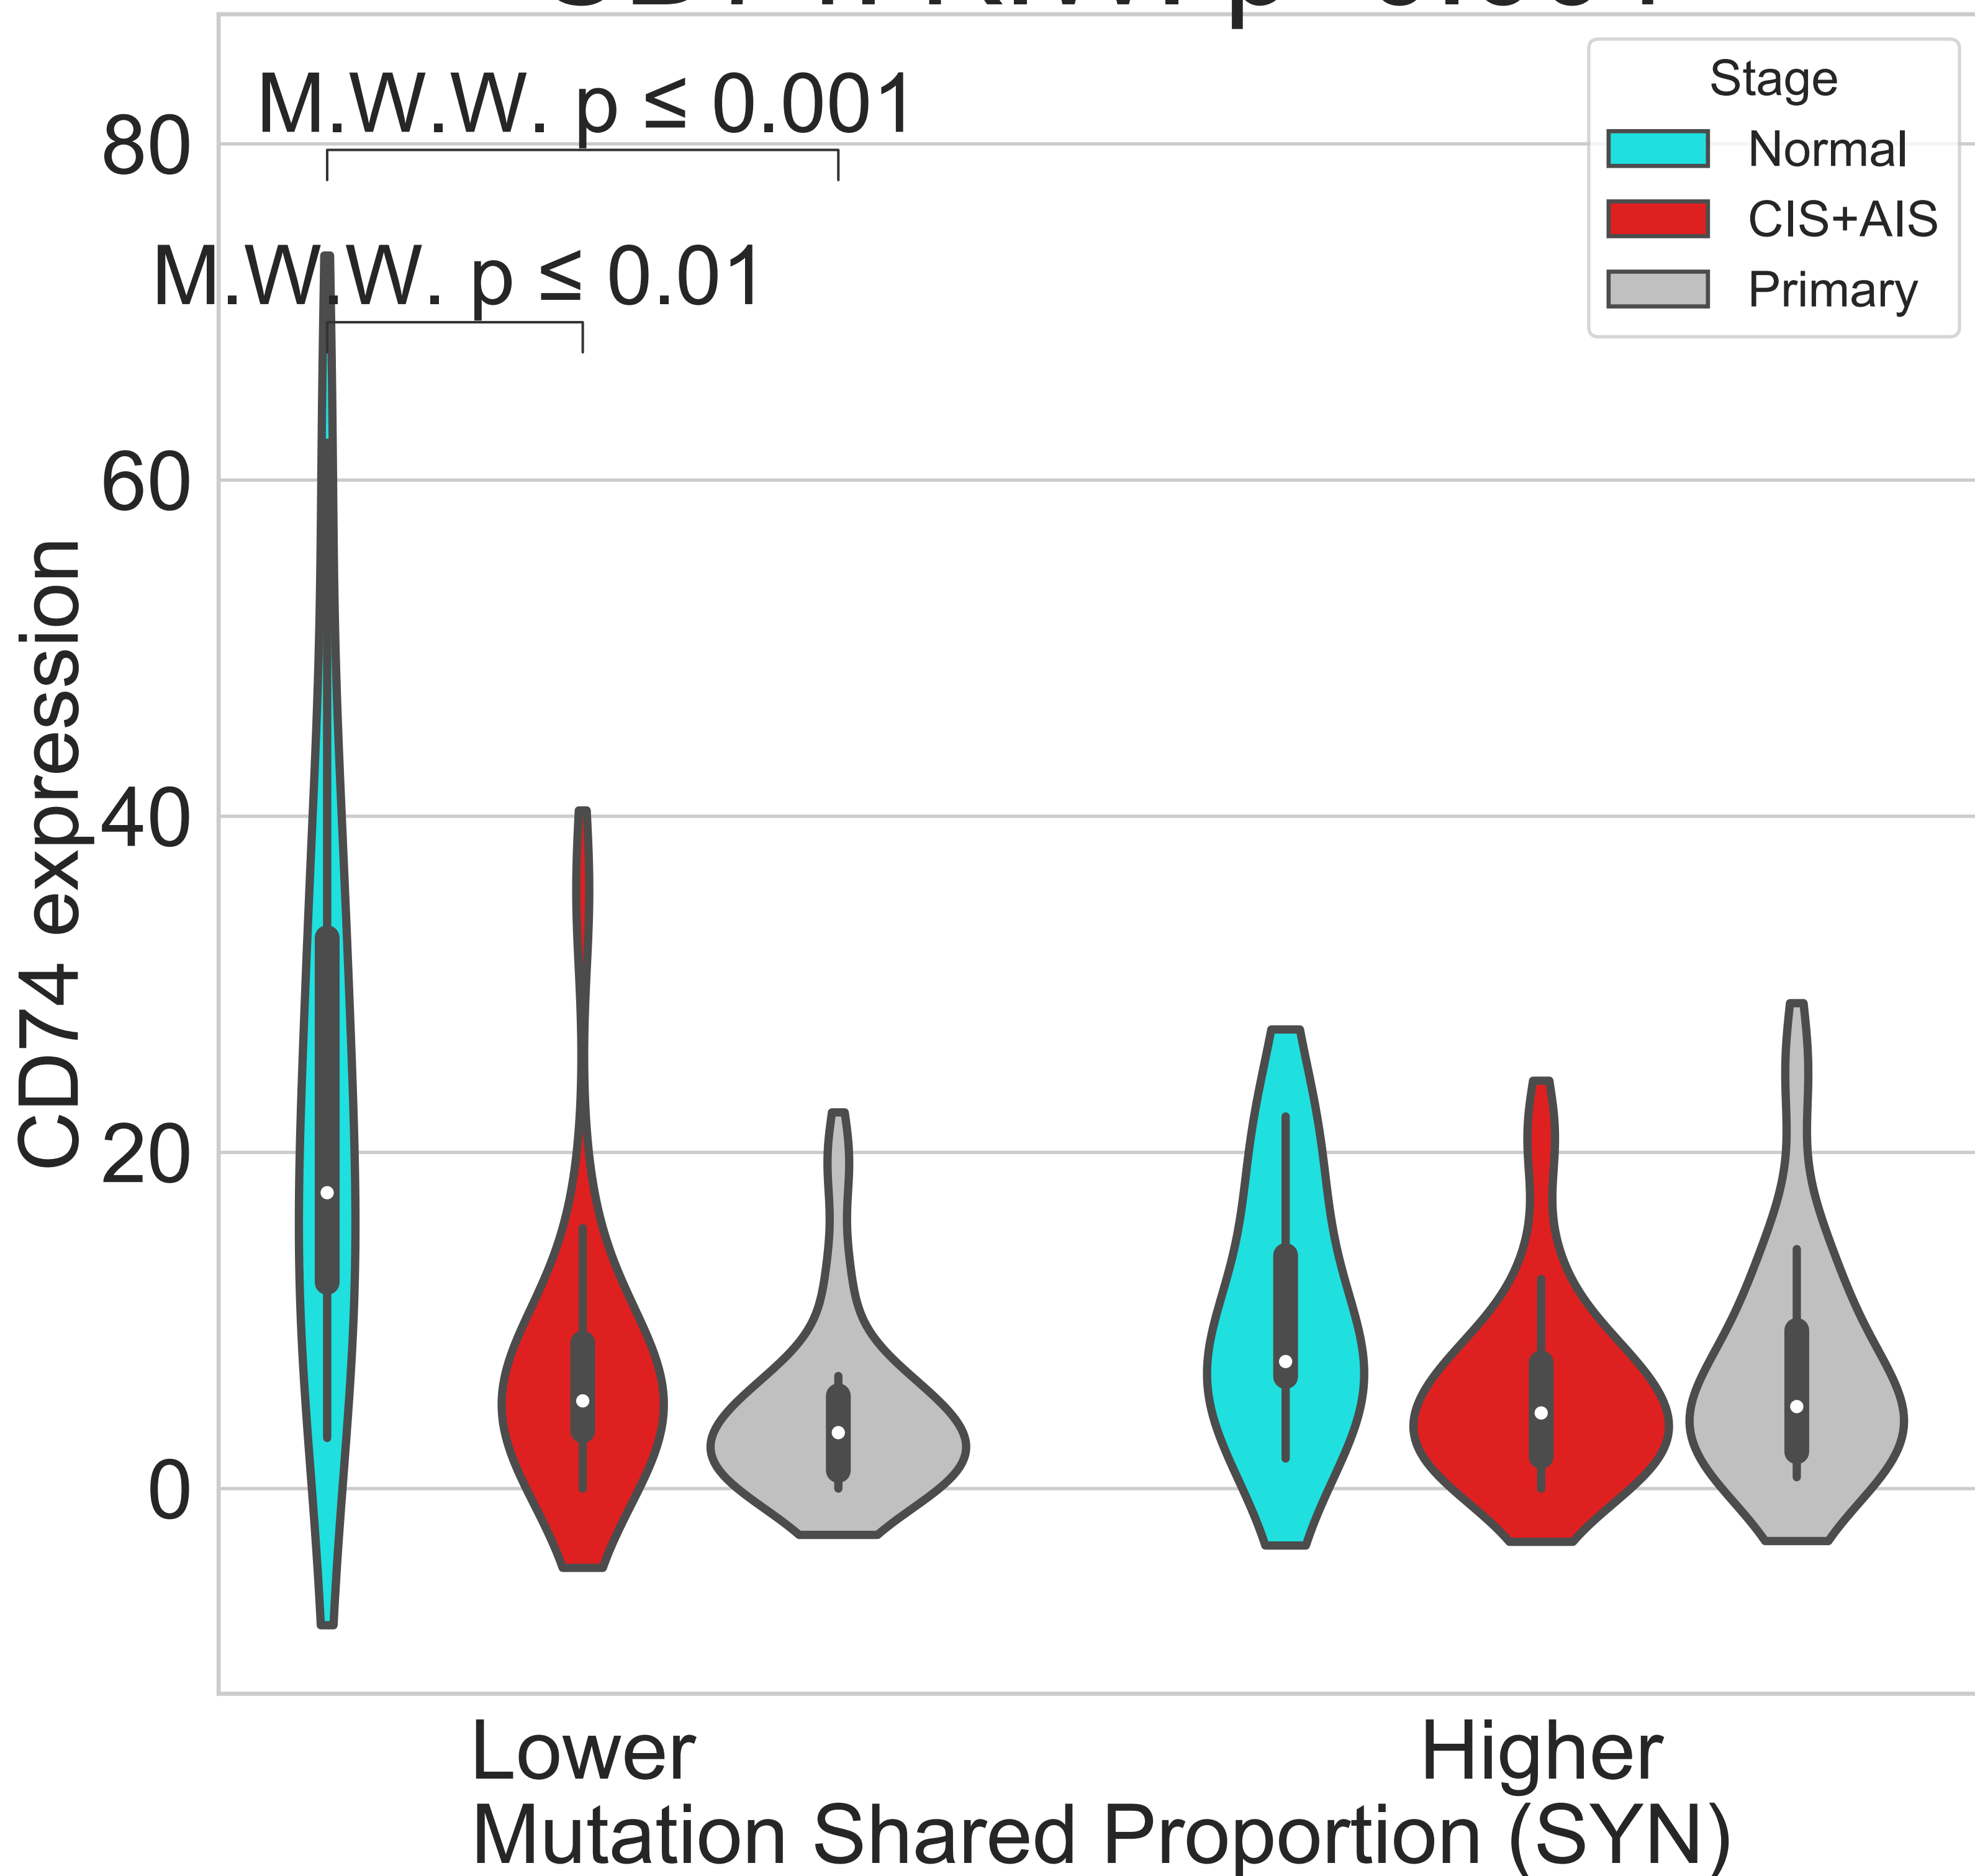 M.W.W. p ≤ 0.001
M.W.W. p ≤ 0.01
Stage
Normal
CIS+AIS
Primary
80
60
40
20
0
CD74 expression
Lower
Higher
Mutation Shared Proportion (SYN)